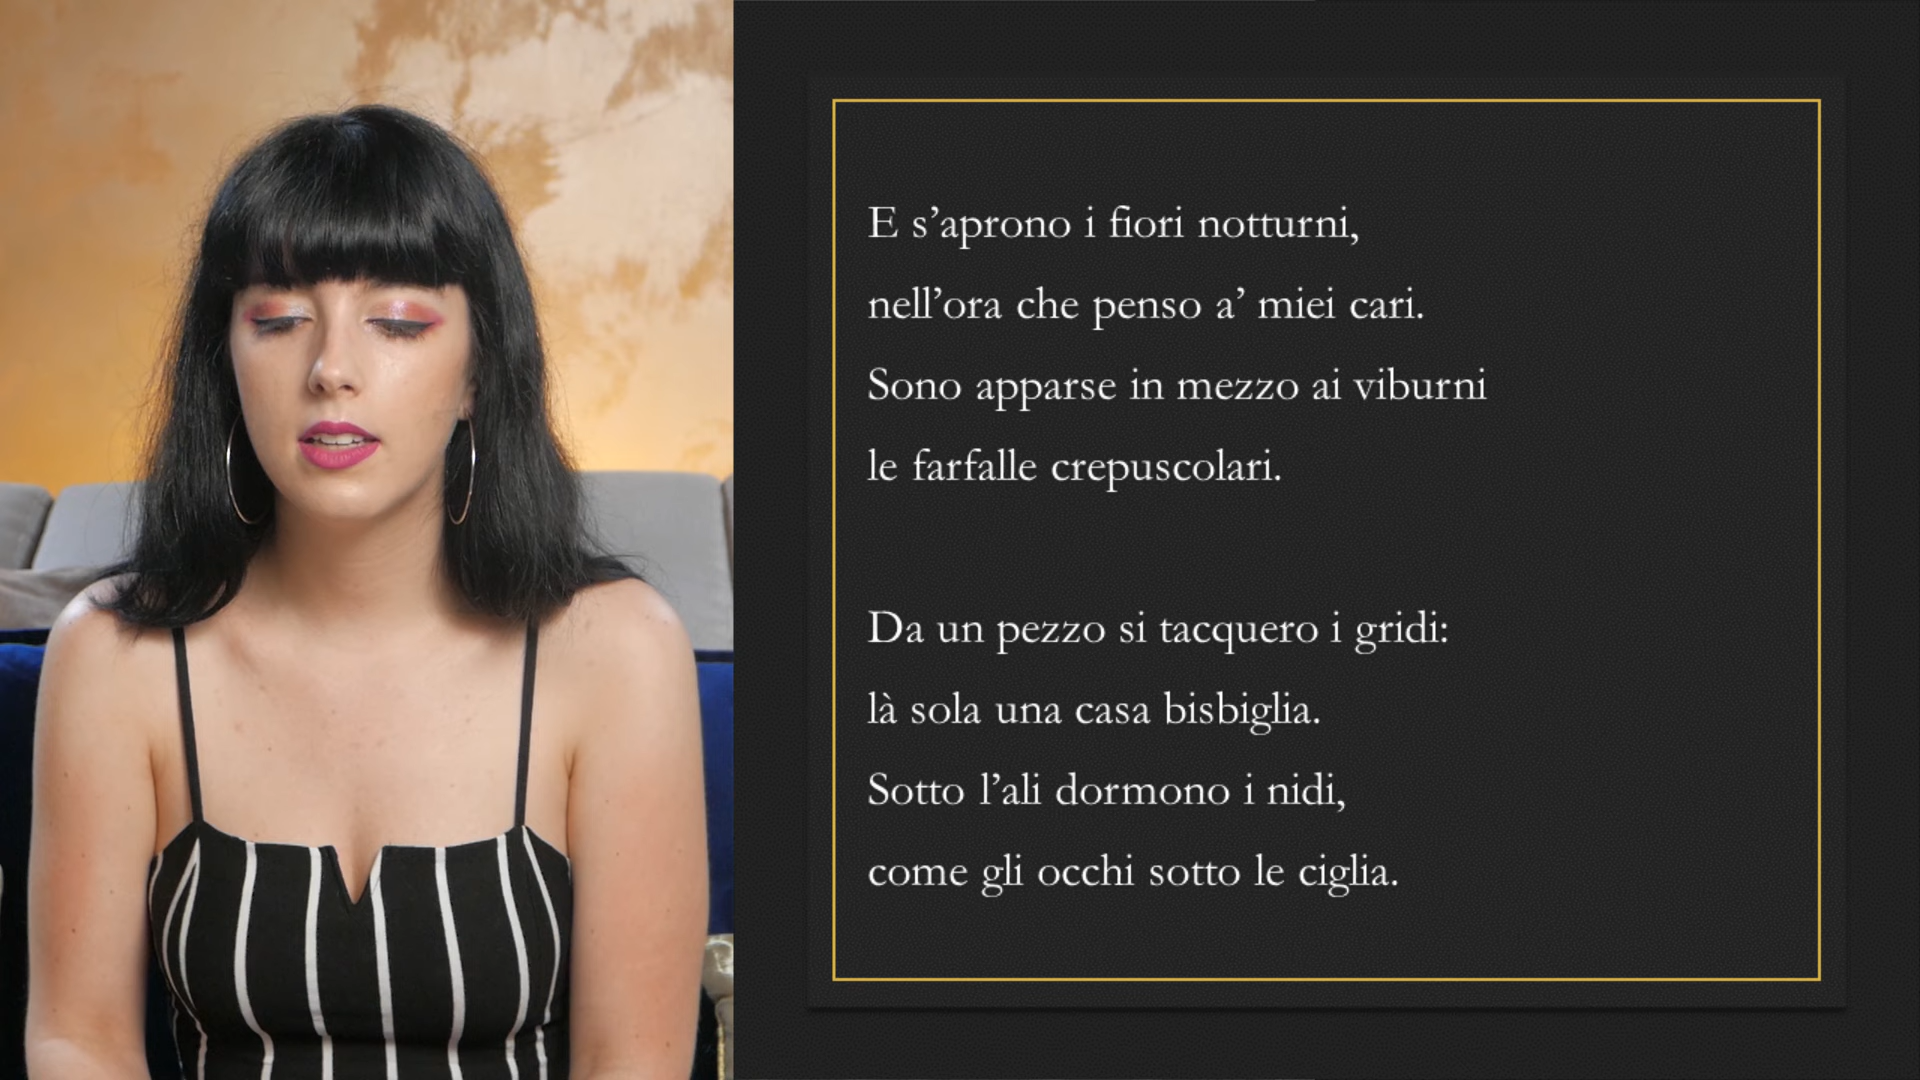 E s’aprono i fiori notturni,
nell’ora che penso a’ miei cari.
Sono apparse in mezzo ai viburni
le farfalle crepuscolari.
Da un pezzo si tacquero i gridi:
là sola una casa bisbiglia.
Sotto l’ali dormono i nidi,
come gli occhi sotto le ciglia.